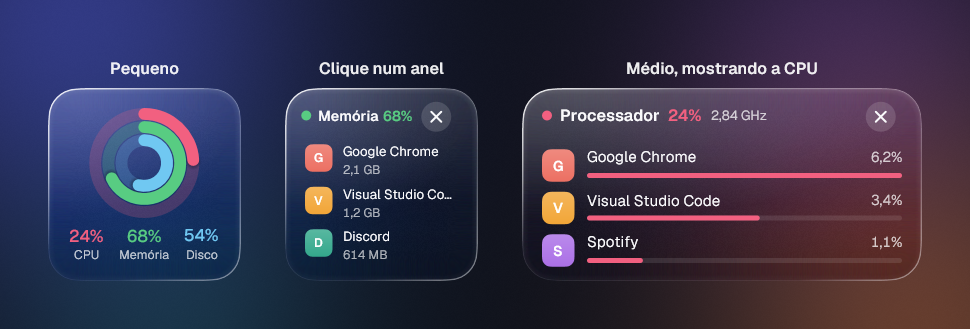 Pequeno
24% 68% 54%
CPU Memória Disco
Clique num anel
Memória 68%
G Google Chrome
2,1 GB
V Visual Studio Co...
1,2 GB
D Discord
614 MB
Médio, mostrando a CPU
Processador 24% 2,84 GHz
G Google Chrome 6,2%
V Visual Studio Code 3,4%
S Spotify 1,1%